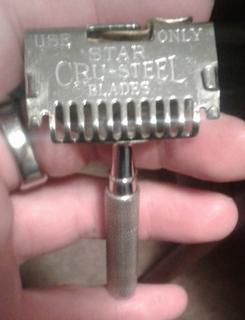 USE ONLY
STAR
CRU-STEEL
BLADES